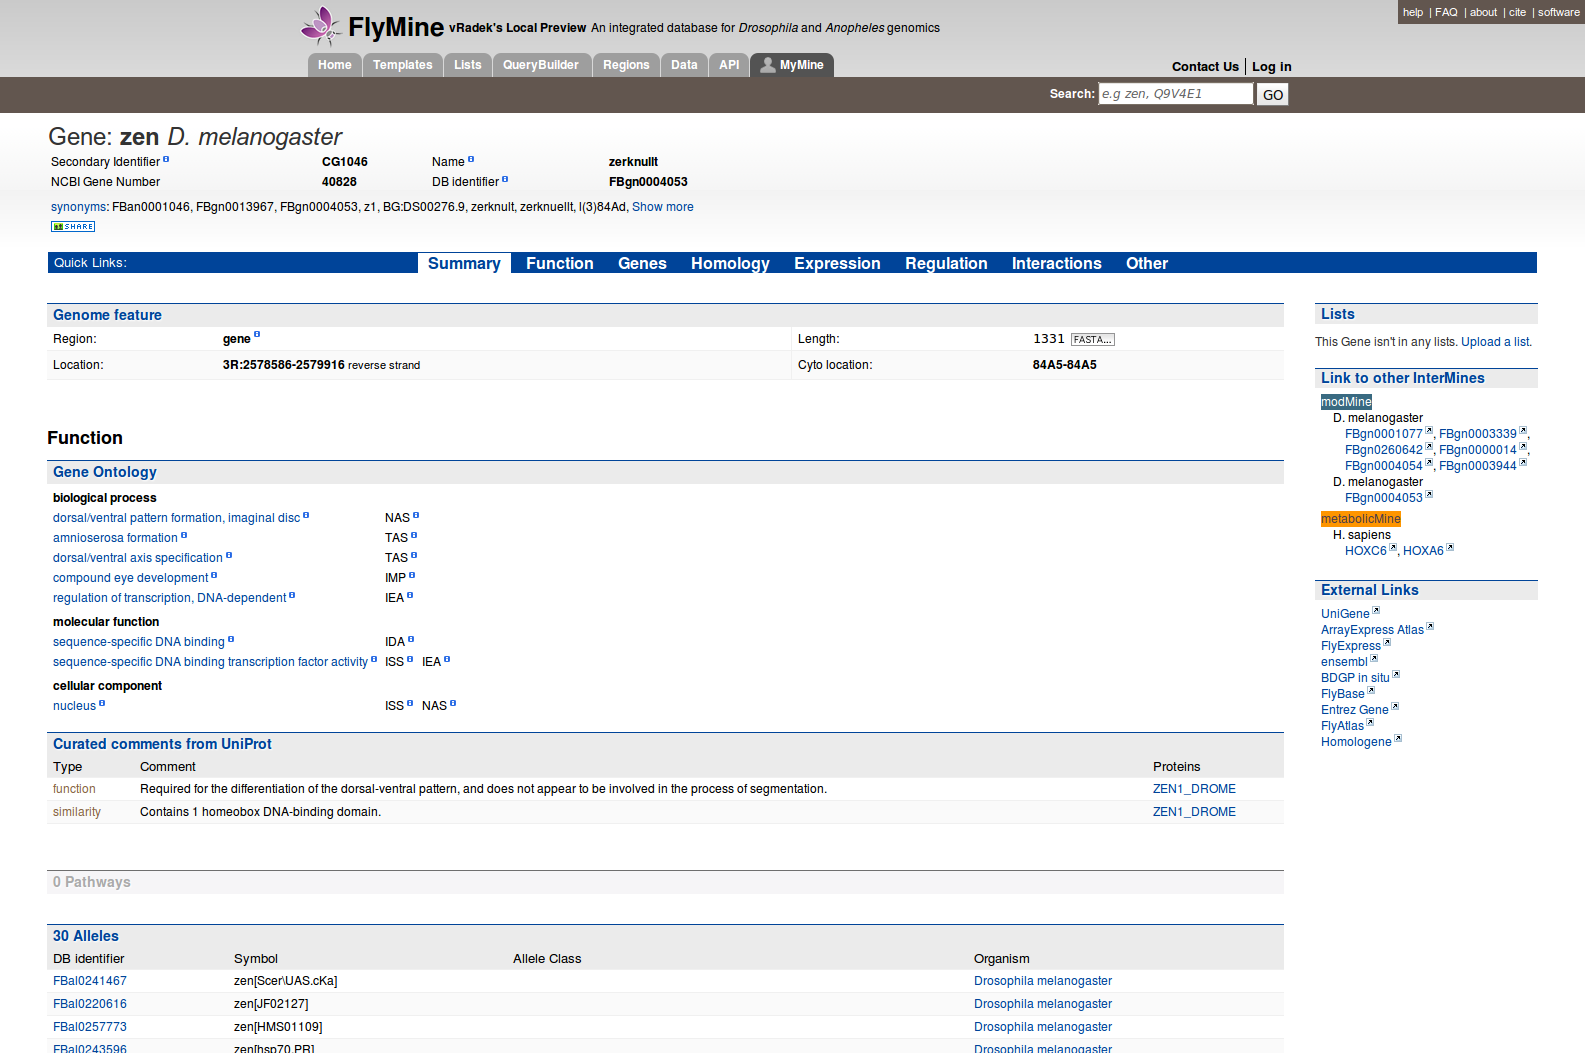 help | FAQ | about | cite | software
FlyMine vRadek's Local Preview An integrated database for Drosophila and Anopheles genomics
Home Templates Lists QueryBuilder Regions Data API MyMine
Contact Us | Log in
Search: e.g zen, Q9V4E1 GO
Gene: zen D. melanogaster
Secondary Identifier CG1046 Name zerknullt
NCBI Gene Number 40828 DB identifier FBgn0004053
synonyms: FBan0001046, FBgn0013967, FBgn0004053, z1, BG:DS00276.9, zerknult, zerknuellt, l(3)84Ad, Show more
SHARE
Quick Links: Summary Function Genes Homology Expression Regulation Interactions Other
Genome feature
Region: gene Length: 1331 FASTA...
Location: 3R:2578586-2579916 reverse strand Cyto location: 84A5-84A5
Function
Gene Ontology
biological process
dorsal/ventral pattern formation, imaginal disc NAS
amnioserosa formation TAS
dorsal/ventral axis specification TAS
compound eye development IMP
regulation of transcription, DNA-dependent IEA
molecular function
sequence-specific DNA binding IDA
sequence-specific DNA binding transcription factor activity ISS IEA
cellular component
nucleus ISS NAS
Curated comments from UniProt
Type Comment Proteins
function Required for the differentiation of the dorsal-ventral pattern, and does not appear to be involved in the process of segmentation. ZEN1_DROME
similarity Contains 1 homeobox DNA-binding domain. ZEN1_DROME
0 Pathways
30 Alleles
DB identifier Symbol Allele Class Organism
FBal0241467 zen[Scer\UAS.cKa] Drosophila melanogaster
FBal0220616 zen[JF02127] Drosophila melanogaster
FBal0257773 zen[HMS01109] Drosophila melanogaster
FBal0243596 zen[hsp70.PR] Drosophila melanogaster
Lists
This Gene isn't in any lists. Upload a list.
Link to other InterMines
modMine
D. melanogaster
FBgn0001077, FBgn0003339,
FBgn0260642, FBgn0000014,
FBgn0004054, FBgn0003944
D. melanogaster
FBgn0004053
metabolicMine
H. sapiens
HOXC6, HOXA6
External Links
UniGene
ArrayExpress Atlas
FlyExpress
ensembl
BDGP in situ
FlyBase
Entrez Gene
FlyAtlas
Homologene